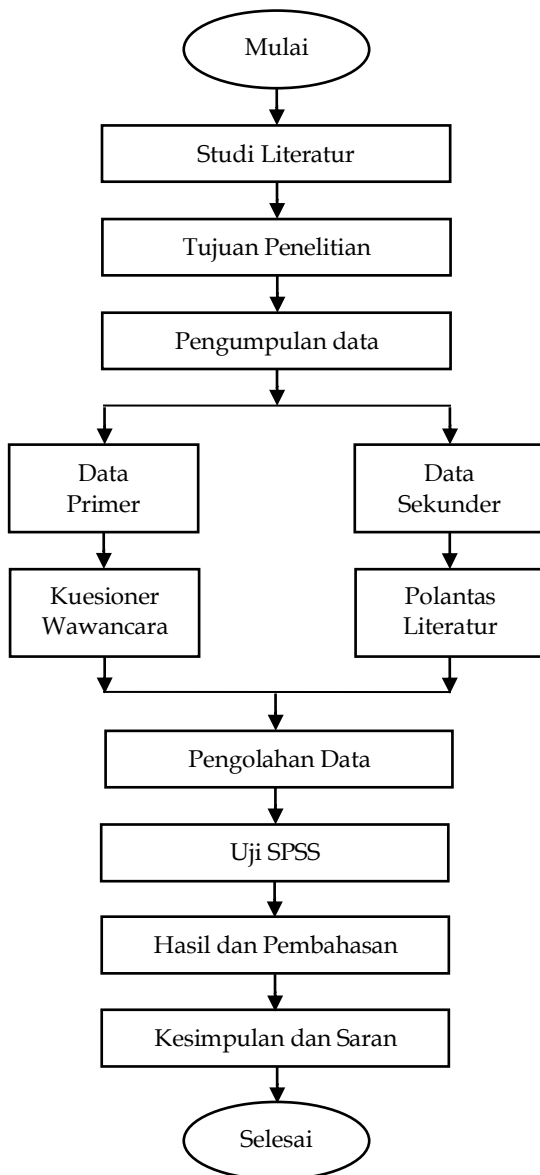 Mulai
Studi Literatur
Tujuan Penelitian
Pengumpulan data
Data
Primer
Data
Sekunder
Kuesioner
Wawancara
Polantas
Literatur
Pengolahan Data
Uji SPSS
Hasil dan Pembahasan
Kesimpulan dan Saran
Selesai